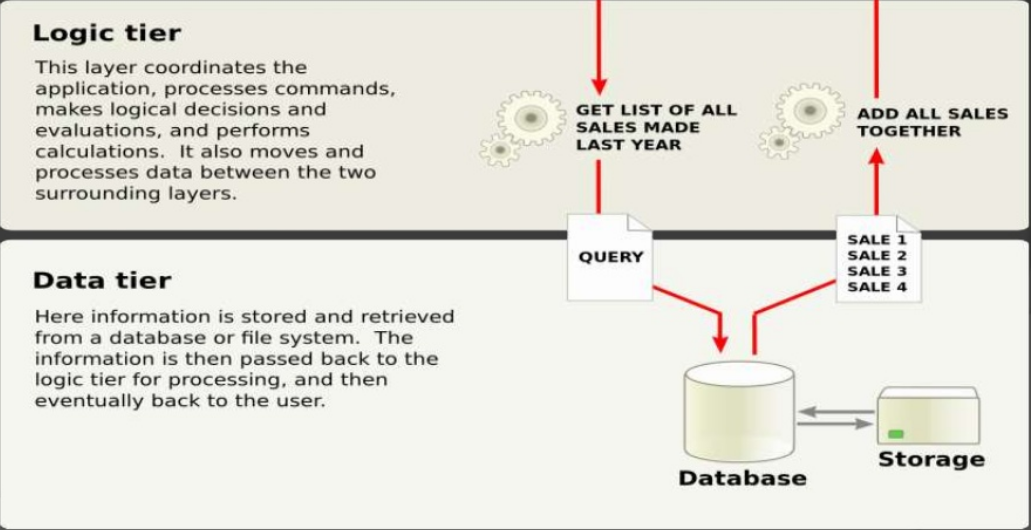 Logic tier
This layer coordinates the
application, processes commands,
makes logical decisions and
evaluations, and performs
calculations.  It also moves and
processes data between the two
surrounding layers.
GET LIST OF ALL
SALES MADE
LAST YEAR
ADD ALL SALES
TOGETHER
QUERY
SALE 1
SALE 2
SALE 3
SALE 4
Data tier
Here information is stored and retrieved
from a database or file system.  The
information is then passed back to the
logic tier for processing, and then
eventually back to the user.
Database
Storage